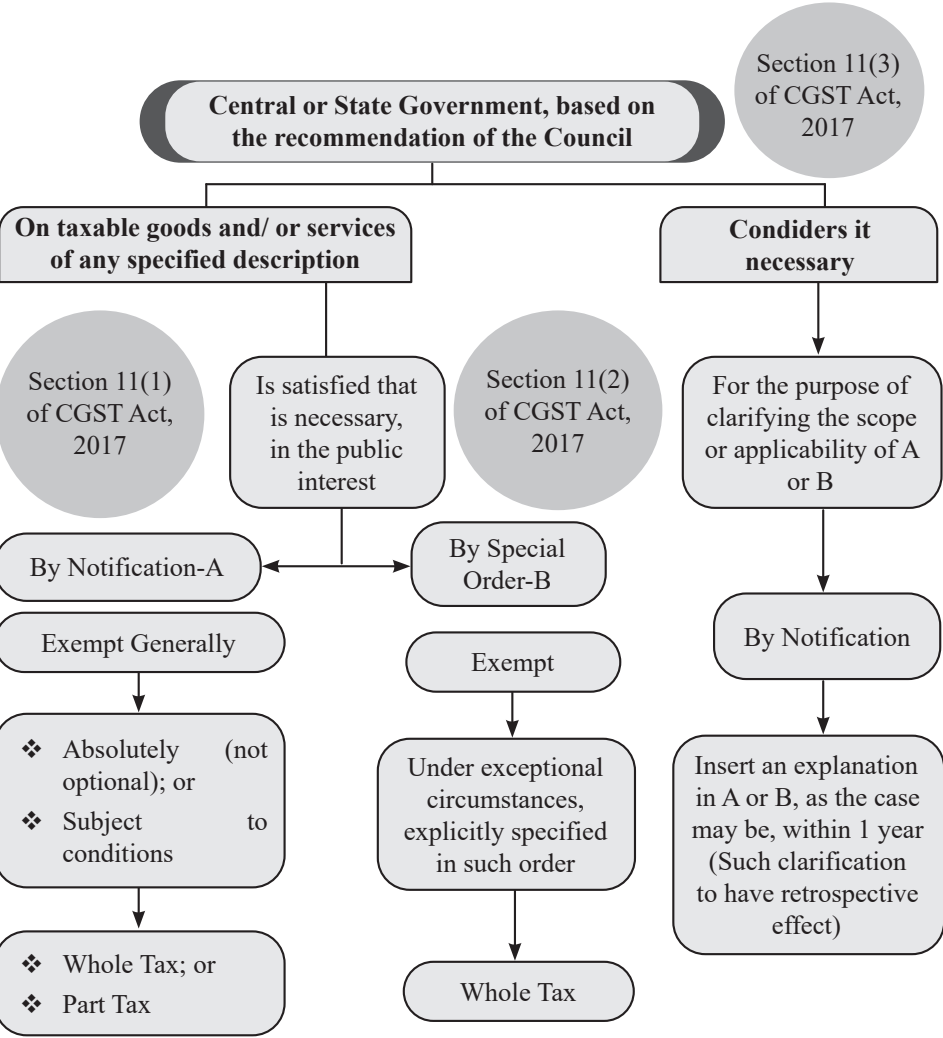 Section 11(3)
of CGST Act,
2017
Central or State Government, based on
the recommendation of the Council
On taxable goods and/ or services
of any specified description
Condiders it
necessary
Section 11(1)
of CGST Act,
2017
Is satisfied that
is necessary,
in the public
interest
Section 11(2)
of CGST Act,
2017
For the purpose of
clarifying the scope
or applicability of A
or B
By Notification-A
By Special
Order-B
By Notification
Exempt Generally
❖ Absolutely (not
optional); or
❖ Subject to
conditions
❖ Whole Tax; or
❖ Part Tax
Exempt
Under exceptional
circumstances,
explicitly specified
in such order
Whole Tax
Insert an explanation
in A or B, as the case
may be, within 1 year
(Such clarification
to have retrospective
effect)